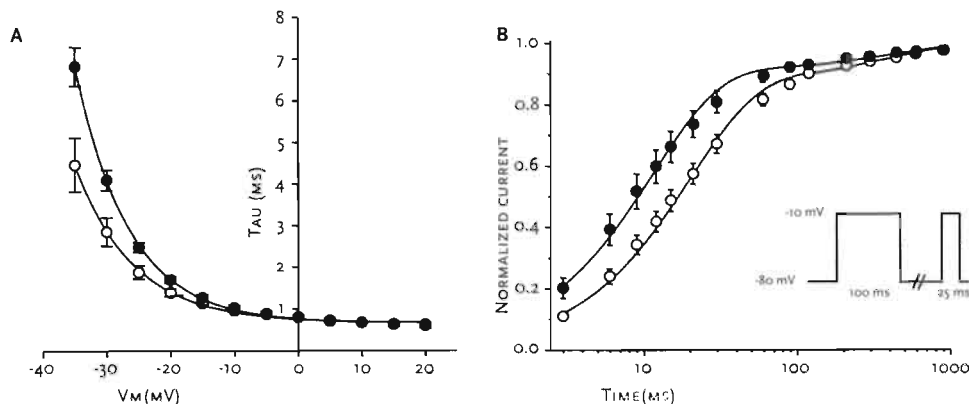 A
8
7
6
5
4
3
2
1
TAU (MS)
-40 -30 -20 -10 0 10 20
VM(MV)
B
1.0
0.8
0.6
0.4
0.2
0.0
NORMALIZED CURRENT
10 100 1000
TIME(MS)
-10 mV
-80 mV
100 ms
25 ms